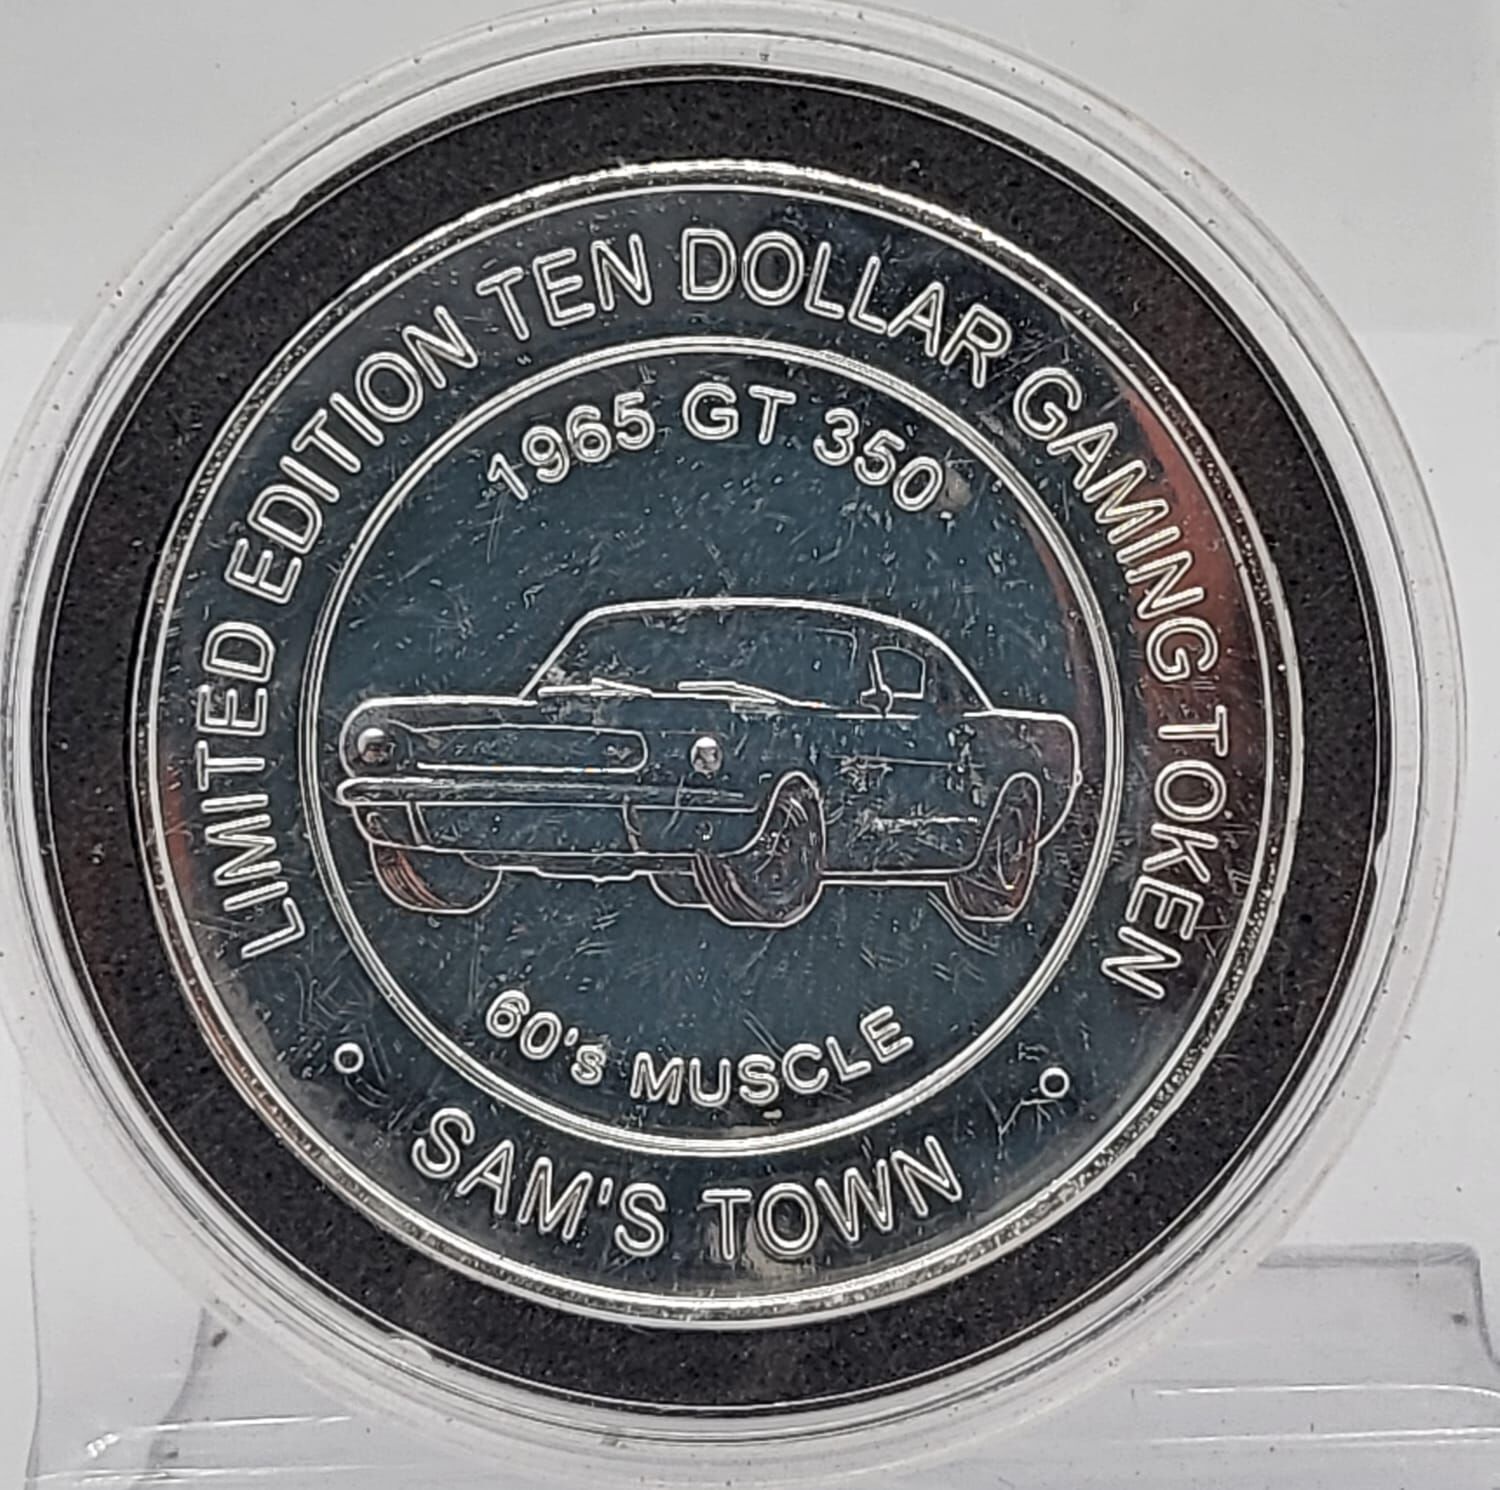 LIMITED EDITION TEN DOLLAR GAMING TOKEN
1965 GT 350
60's MUSCLE
SAM'S TOWN